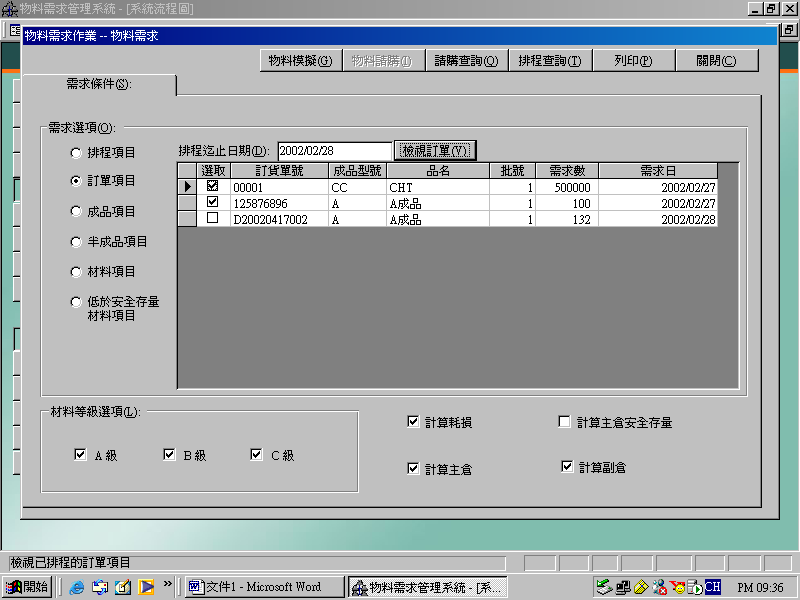 物料需求管理系統 - [系統流程圖]
物料需求作業 -- 物料需求
物料模擬(G) 物料請購(I) 請購查詢(Q) 排程查詢(T) 列印(P) 關閉(C)
需求條件(S):
需求選項(O):
排程項目
訂單項目
成品項目
半成品項目
材料項目
低於安全存量
材料項目
排程迄止日期(D): 2002/02/28 檢視訂單(V)
選取 訂貨單號 成品型號 品名 批號 需求數 需求日
00001 CC CHT 1 500000 2002/02/27
125876896 A A成品 1 100 2002/02/27
D20020417002 A A成品 1 132 2002/02/28
材料等級選項(L):
A 級 B 級 C 級
計算耗損 計算主倉安全存量
計算主倉 計算副倉
檢視已排程的訂單項目
開始 » 文件1 - Microsoft Word 物料需求管理系統 - [系... CH PM 09:36